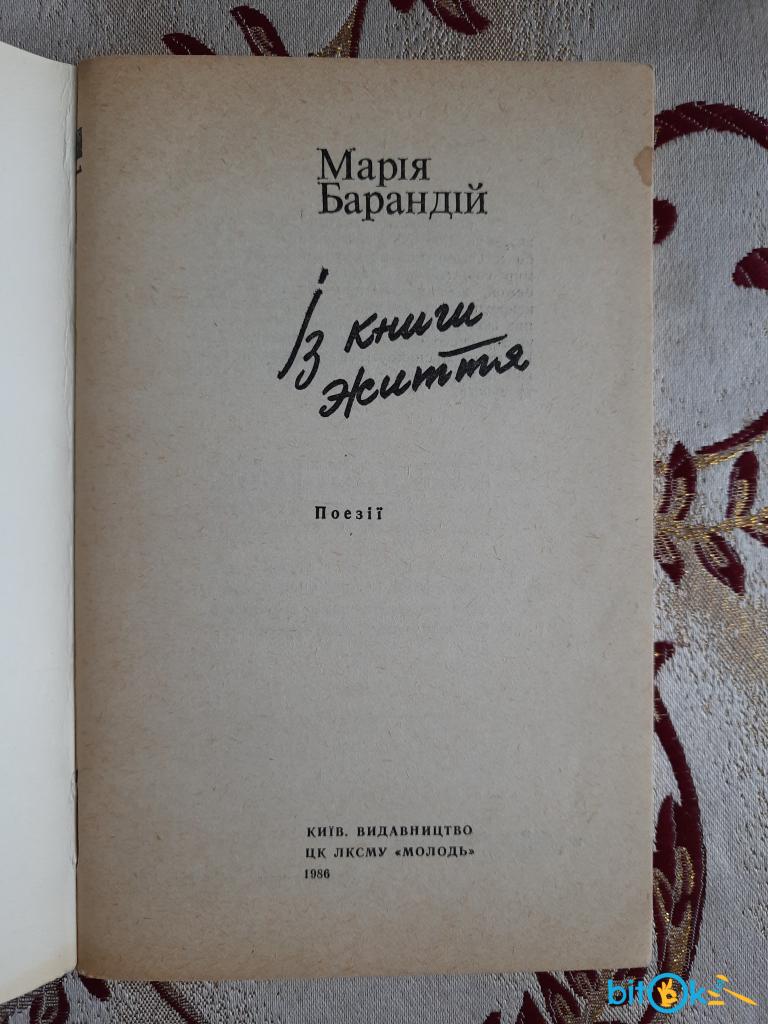 Марія
Барандій
Із книги
життя
Поезії
КИЇВ. ВИДАВНИЦТВО
ЦК ЛКСМУ «МОЛОДЬ»
1986
bitOk